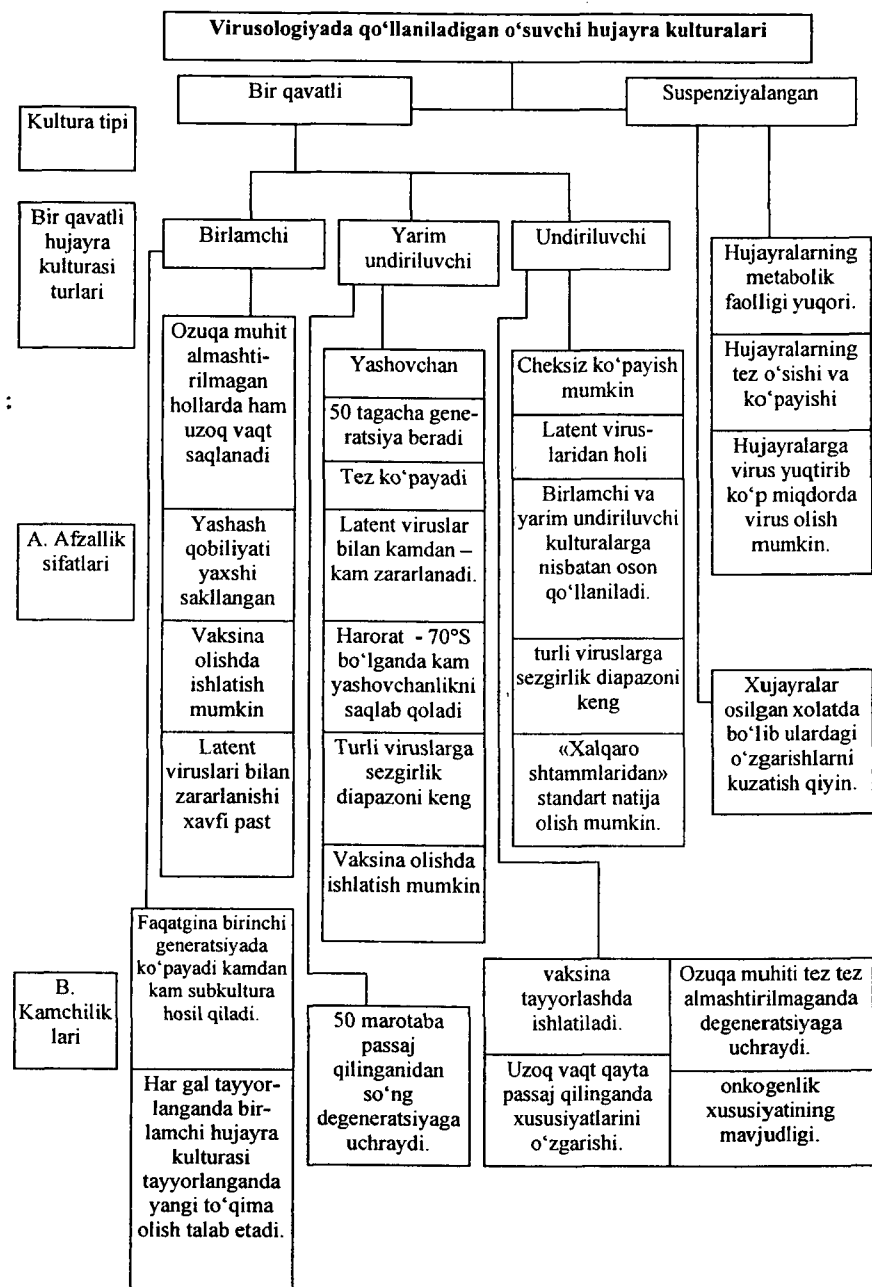 Virusologiyada qo‘llaniladigan o‘suvchi hujayra kulturalari
Bir qavatli
Suspenziyalangan
Kultura tipi
Bir qavatli
hujayra
kulturasi
turlari
Birlamchi
Yarim
undiriluvchi
Undiriluvchi
Ozuqa muhit
almashti-
rilmagan
hollarda ham
uzoq vaqt
saqlanadi
Yashash
qobiliyati
yaxshi
sakllangan
Vaksina
olishda
ishlatish
mumkin
Latent
viruslari bilan
zararlanishi
xavfi past
Yashovchan
50 tagacha gene-
ratsiya beradi
Tez ko‘payadi
Latent viruslar
bilan kamdan –
kam zararlanadi.
Harorat - 70°S
bo‘lganda kam
yashovchanlikni
saqlab qoladi
Turli viruslarga
sezgirlik
diapazoni keng
Vaksina olishda
ishlatish mumkin
Cheksiz ko‘payish
mumkin
Latent virus-
laridan holi
Birlamchi va
yarim undiriluvchi
kulturalarga
nisbatan oson
qo‘llaniladi.
turli viruslarga
sezgirlik diapazoni
keng
«Xalqaro
shtammlaridan»
standart natija
olish mumkin.
Hujayralarning
metabolik
faolligi yuqori.
Hujayralarning
tez o‘sishi va
ko‘payishi
Hujayralarga
virus yuqtirib
ko‘p miqdorda
virus olish
mumkin.
:
A. Afzallik
sifatlari
Xujayralar
osilgan xolatda
bo‘lib ulardagi
o‘zgarishlarni
kuzatish qiyin.
B.
Kamchilik
lari
Faqatgina birinchi
generatsiyada
ko‘payadi kamdan
kam subkultura
hosil qiladi.
Har gal tayyor-
langanda bir-
lamchi hujayra
kulturasi
tayyorlanganda
yangi to‘qima
olish talab etadi.
50 marotaba
passaj
qilinganidan
so‘ng
degeneratsiyaga
uchraydi.
vaksina
tayyorlashda
ishlatiladi.
Uzoq vaqt qayta
passaj qilinganda
xususiyatlarini
o‘zgarishi.
Ozuqa muhiti tez tez
almashtirilmaganda
degeneratsiyaga
uchraydi.
onkogenlik
xususiyatining
mavjudligi.